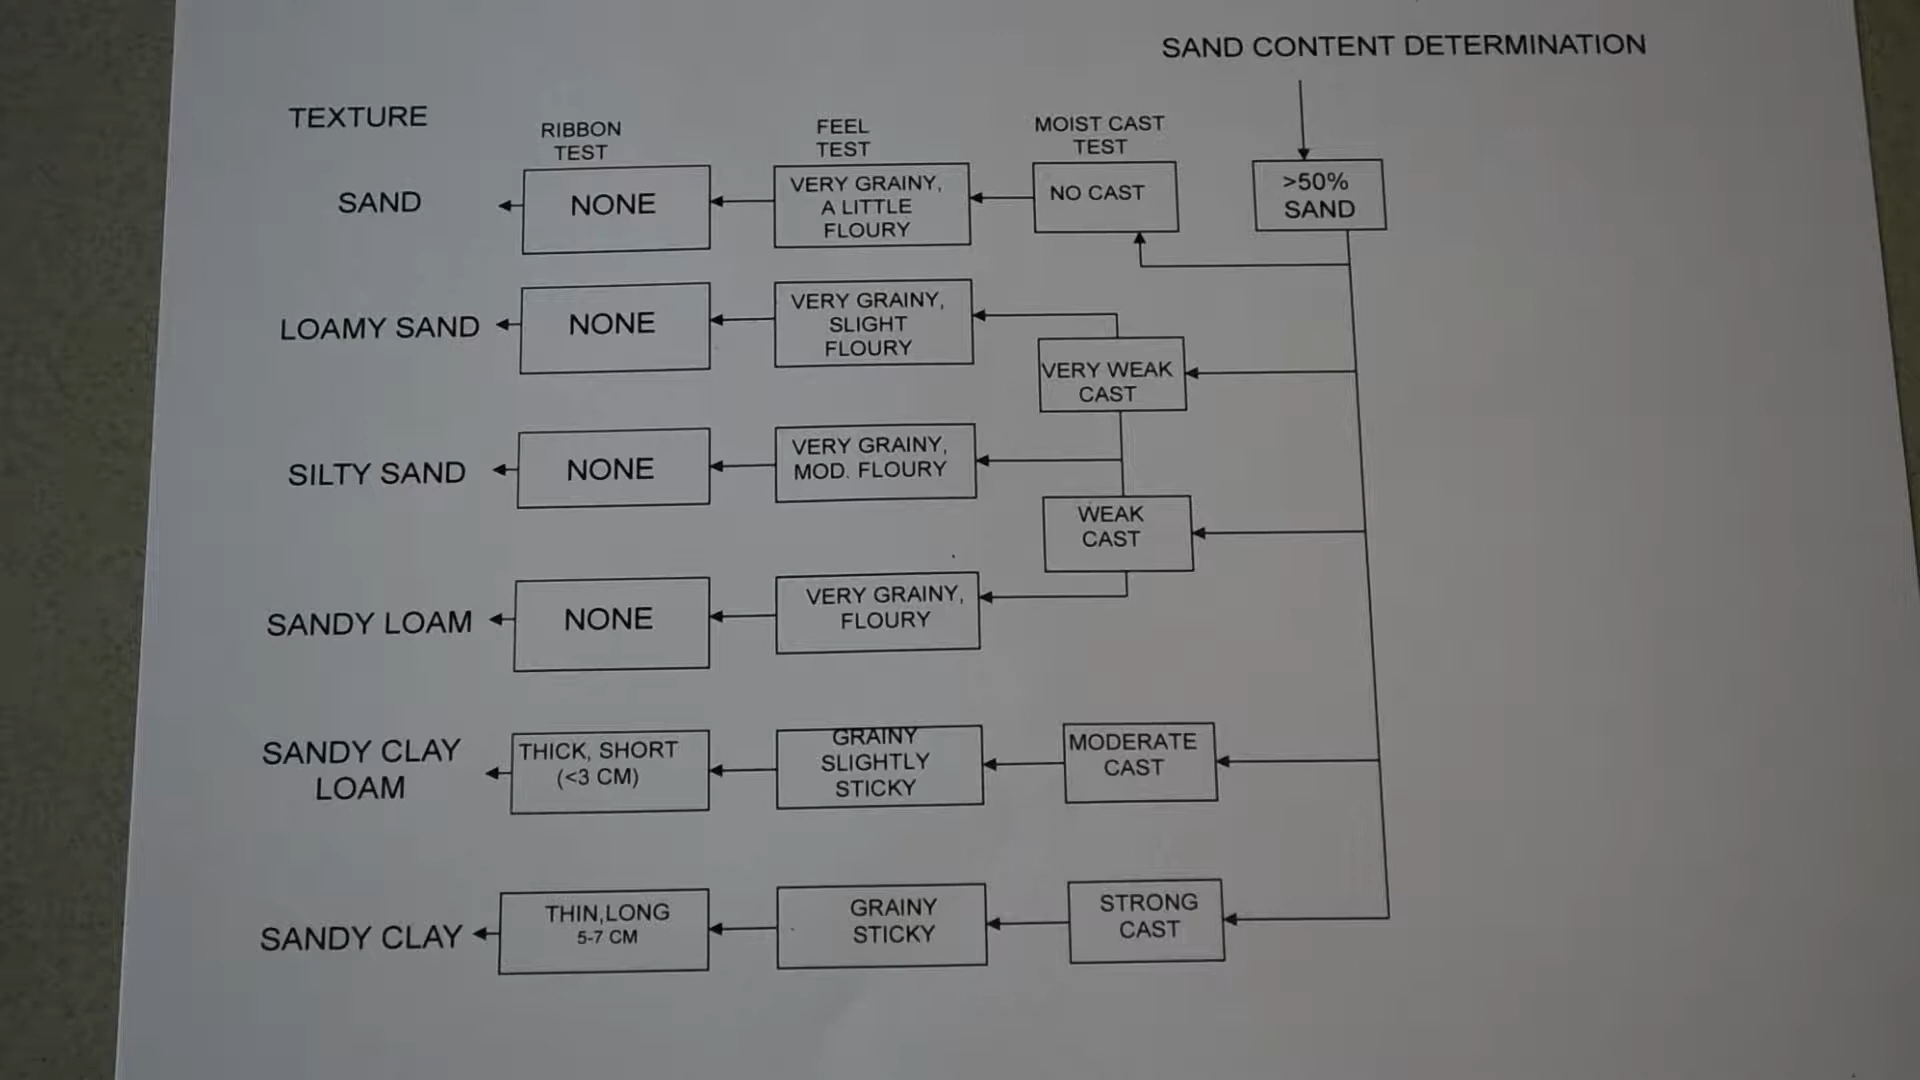 SAND CONTENT DETERMINATION
TEXTURE
RIBBON
TEST
FEEL
TEST
MOIST CAST
TEST
SAND
NONE
VERY GRAINY,
A LITTLE
FLOURY
NO CAST
>50%
SAND
LOAMY SAND
NONE
VERY GRAINY,
SLIGHT
FLOURY
VERY WEAK
CAST
SILTY SAND
NONE
VERY GRAINY,
MOD. FLOURY
WEAK
CAST
SANDY LOAM
NONE
VERY GRAINY,
FLOURY
SANDY CLAY
LOAM
THICK, SHORT
(<3 CM)
GRAINY
SLIGHTLY
STICKY
MODERATE
CAST
SANDY CLAY
THIN,LONG
5-7 CM
GRAINY
STICKY
STRONG
CAST